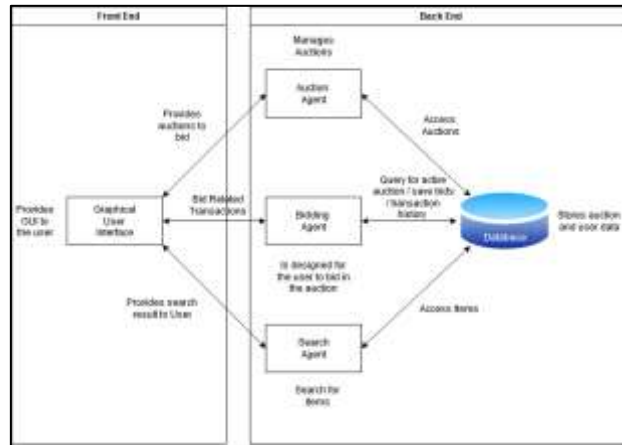 Front End
Back End
Manages
Auctions
Auction
Agent
Provides
auctions to
bid
Access
Auctions
Query for active
auction / save bids
/ transaction
history
Bid Related
Transactions
Provides
GUI to
the user
Graphical
User
Interface
Bidding
Agent
Database
Stores auction
and user data
Is designed for
the user to bid in
the auction
Provides search
result to User
Access Items
Search
Agent
Search for
Items